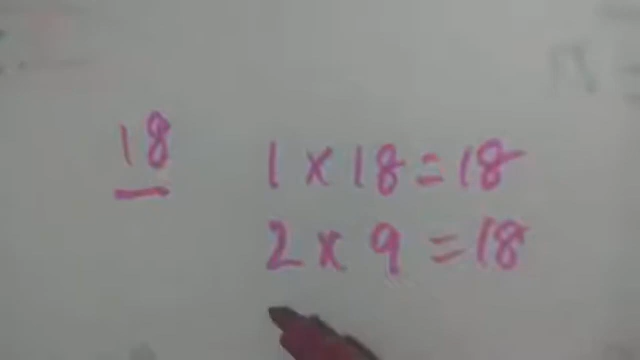 18
1 × 18 = 18
2 × 9 = 18